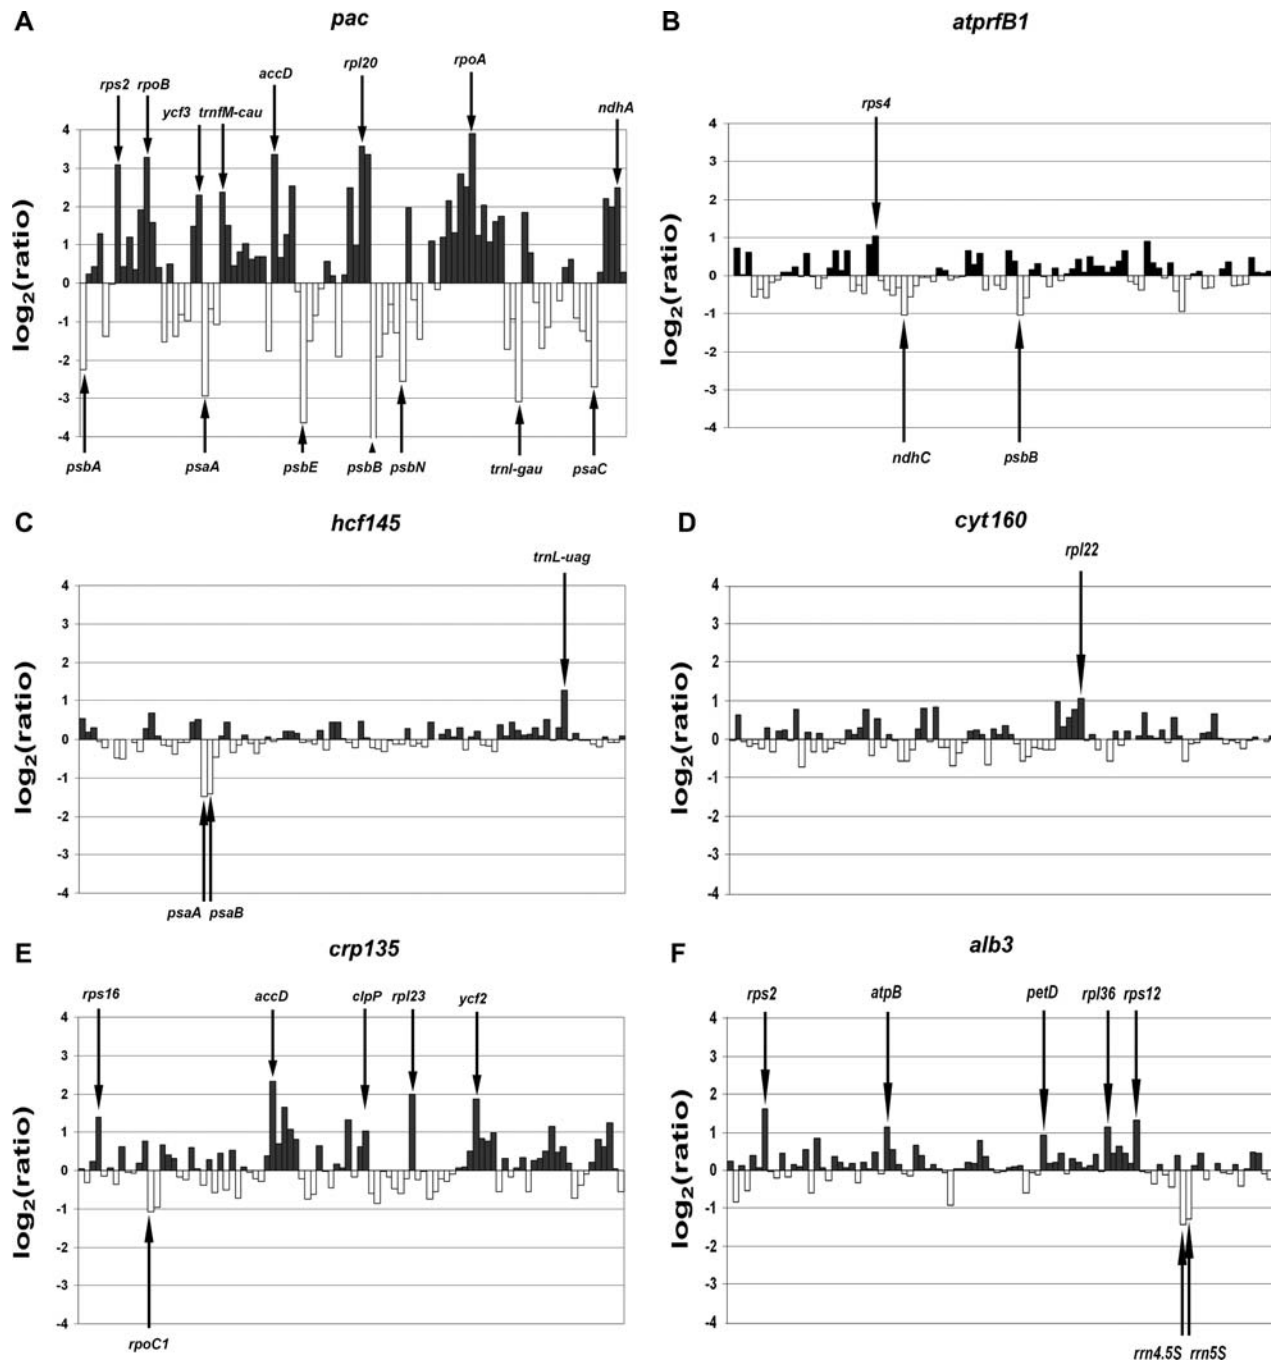 A
pac
rps2 rpoB ycf3 trnfM-cau accD rpl20 rpoA ndhA
log2(ratio)
4
3
2
1
0
-1
-2
-3
-4
psbA psaA psbE psbB psbN trnI-gau psaC
B
atprfB1
rps4
log2(ratio)
4
3
2
1
0
-1
-2
-3
-4
ndhC psbB
C
hcf145
trnL-uag
log2(ratio)
4
3
2
1
0
-1
-2
-3
-4
psaA psaB
D
cyt160
rpl22
log2(ratio)
4
3
2
1
0
-1
-2
-3
-4
E
crp135
rps16 accD clpP rpl23 ycf2
log2(ratio)
4
3
2
1
0
-1
-2
-3
-4
rpoC1
F
alb3
rps2 atpB petD rpl36 rps12
log2(ratio)
4
3
2
1
0
-1
-2
-3
-4
rrn4.5S rrn5S